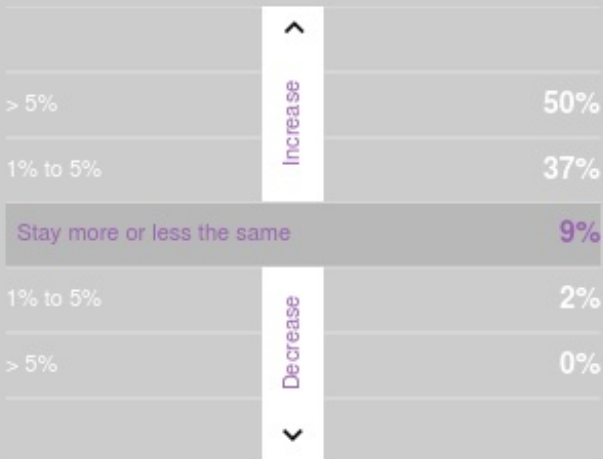 > 5% 50%
Increase
1% to 5% 37%
Stay more or less the same 9%
1% to 5% 2%
Decrease
> 5% 0%